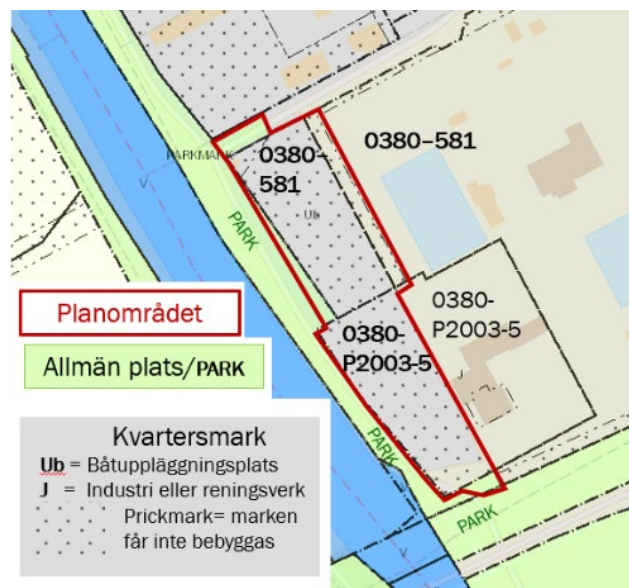 PARKMARK
V
0380–
581
0380–581
Ub
PARK
0380-
P2003-5
0380-
P2003-5
J
PARK
PARK
V
Planområdet
Allmän plats/PARK
Kvartersmark
Ub = Båtuppläggningsplats
J = Industri eller reningsverk
Prickmark= marken
får inte bebyggas